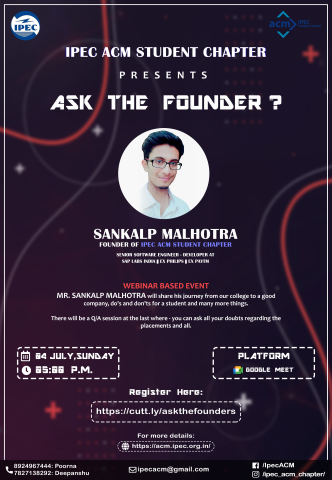 IPEC
acm IPEC
IPEC ACM STUDENT CHAPTER
PRESENTS
ASK THE FOUNDER ?
SANKALP MALHOTRA
FOUNDER OF IPEC ACM STUDENT CHAPTER
SENIOR SOFTWARE ENGINEER - DEVELOPER AT
SAP LABS INDIA || EX PHILIPS || EX PAYTM
WEBINAR BASED EVENT
MR. SANKALP MALHOTRA will share his journey from our college to a good
company, do's and don'ts for a student and many more things.
There will be a Q/A session at the last where - you can ask all your doubts regarding the
placements and all.
04 JULY,SUNDAY
05:00 P.M.
PLATFORM
GOOGLE MEET
Register Here:
https://cutt.ly/askthefounders
For more details:
https://acm.ipec.org.in/
8924967444: Poorna
7827138292: Deepanshu
ipecacm@gmail.com
/IpecACM
/ipec_acm_chapter/